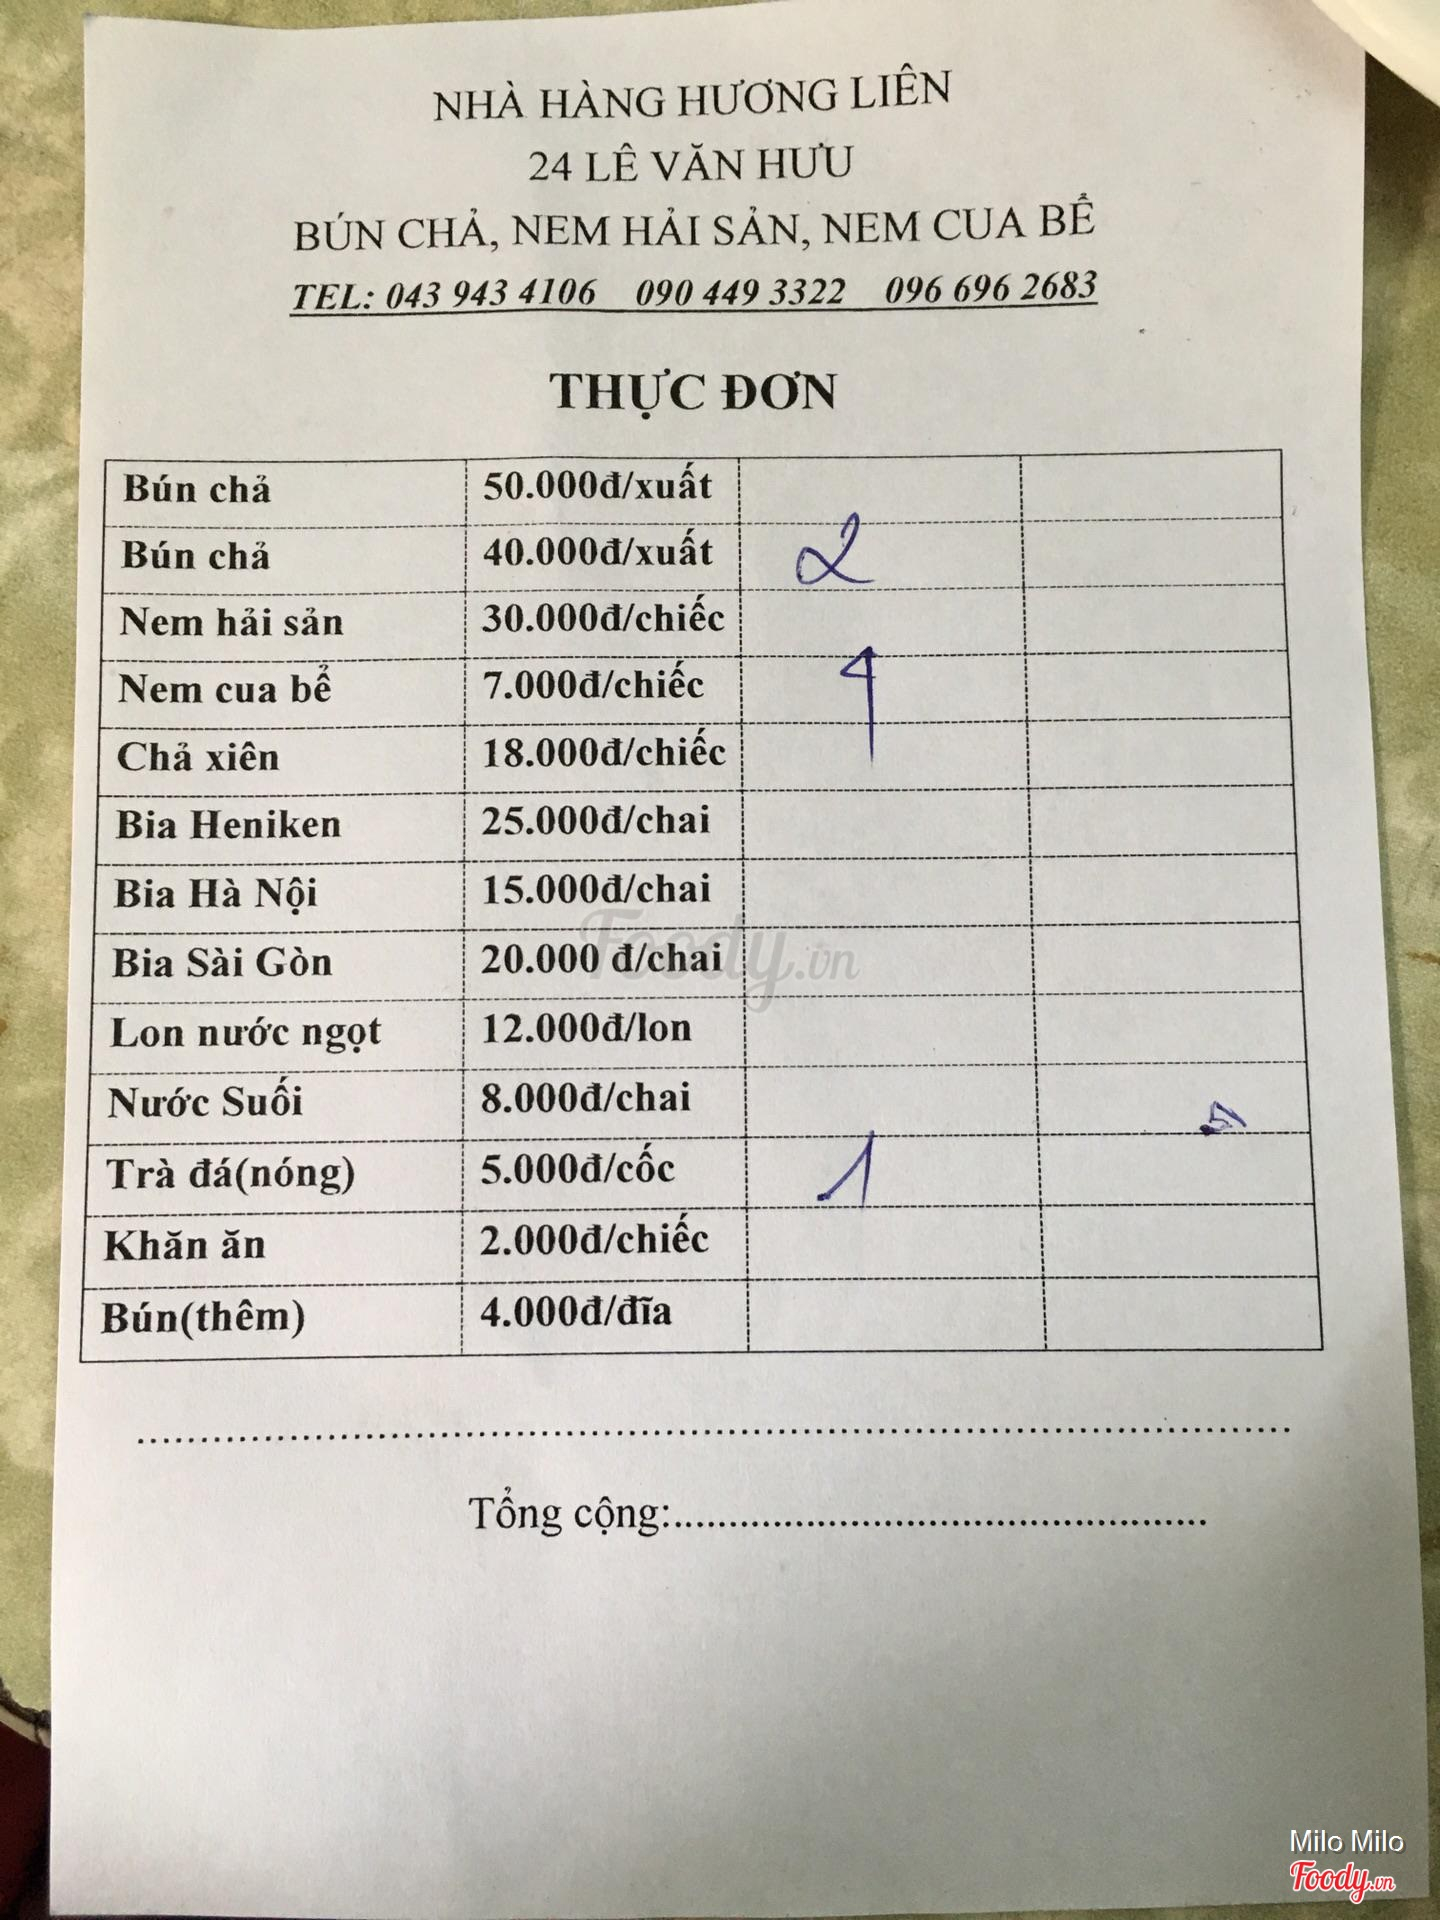 NHÀ HÀNG HƯƠNG LIÊN
24 LÊ VĂN HƯU
BÚN CHẢ, NEM HẢI SẢN, NEM CUA BỂ
TEL: 043 943 4106 090 449 3322 096 696 2683
THỰC ĐƠN
Bún chả 50.000đ/xuất
Bún chả 40.000đ/xuất 2
Nem hải sản 30.000đ/chiếc
Nem cua bể 7.000đ/chiếc
Chả xiên 18.000đ/chiếc
Bia Heniken 25.000đ/chai
Bia Hà Nội 15.000đ/chai
Bia Sài Gòn 20.000 đ/chai
Lon nước ngọt 12.000đ/lon
Nước Suối 8.000đ/chai
Trà đá(nóng) 5.000đ/cốc 1
Khăn ăn 2.000đ/chiếc
Bún(thêm) 4.000đ/đĩa
Tổng cộng:
Foody.vn
Milo Milo
Foody.vn